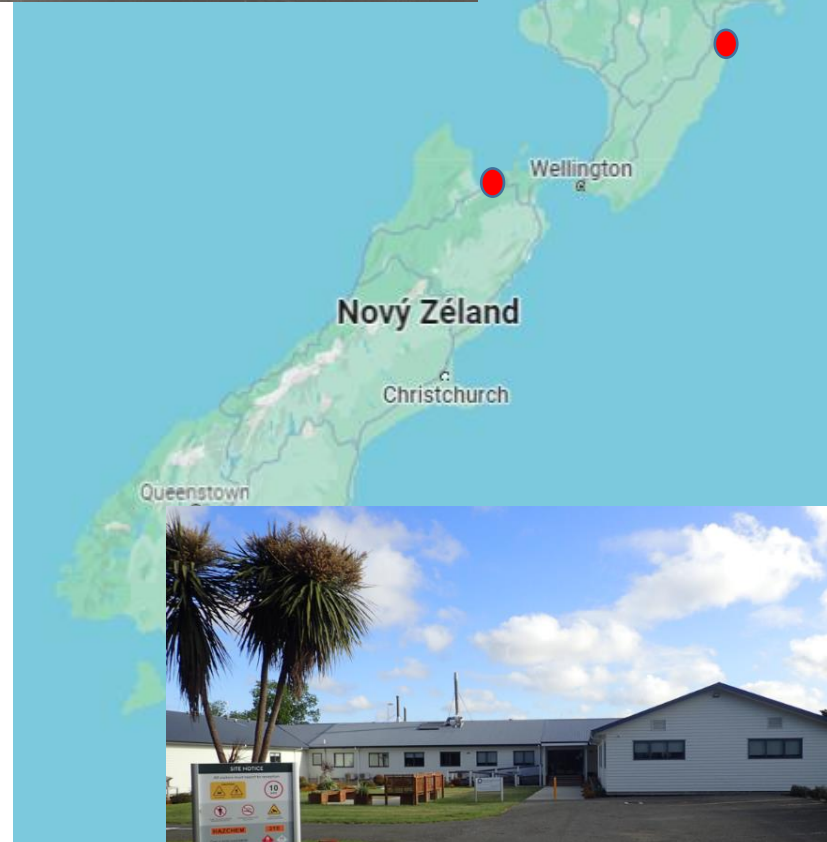 Wellington
Nový Zéland
Christchurch
Queenstown
SITE NOTICE
10
HAZCHEM